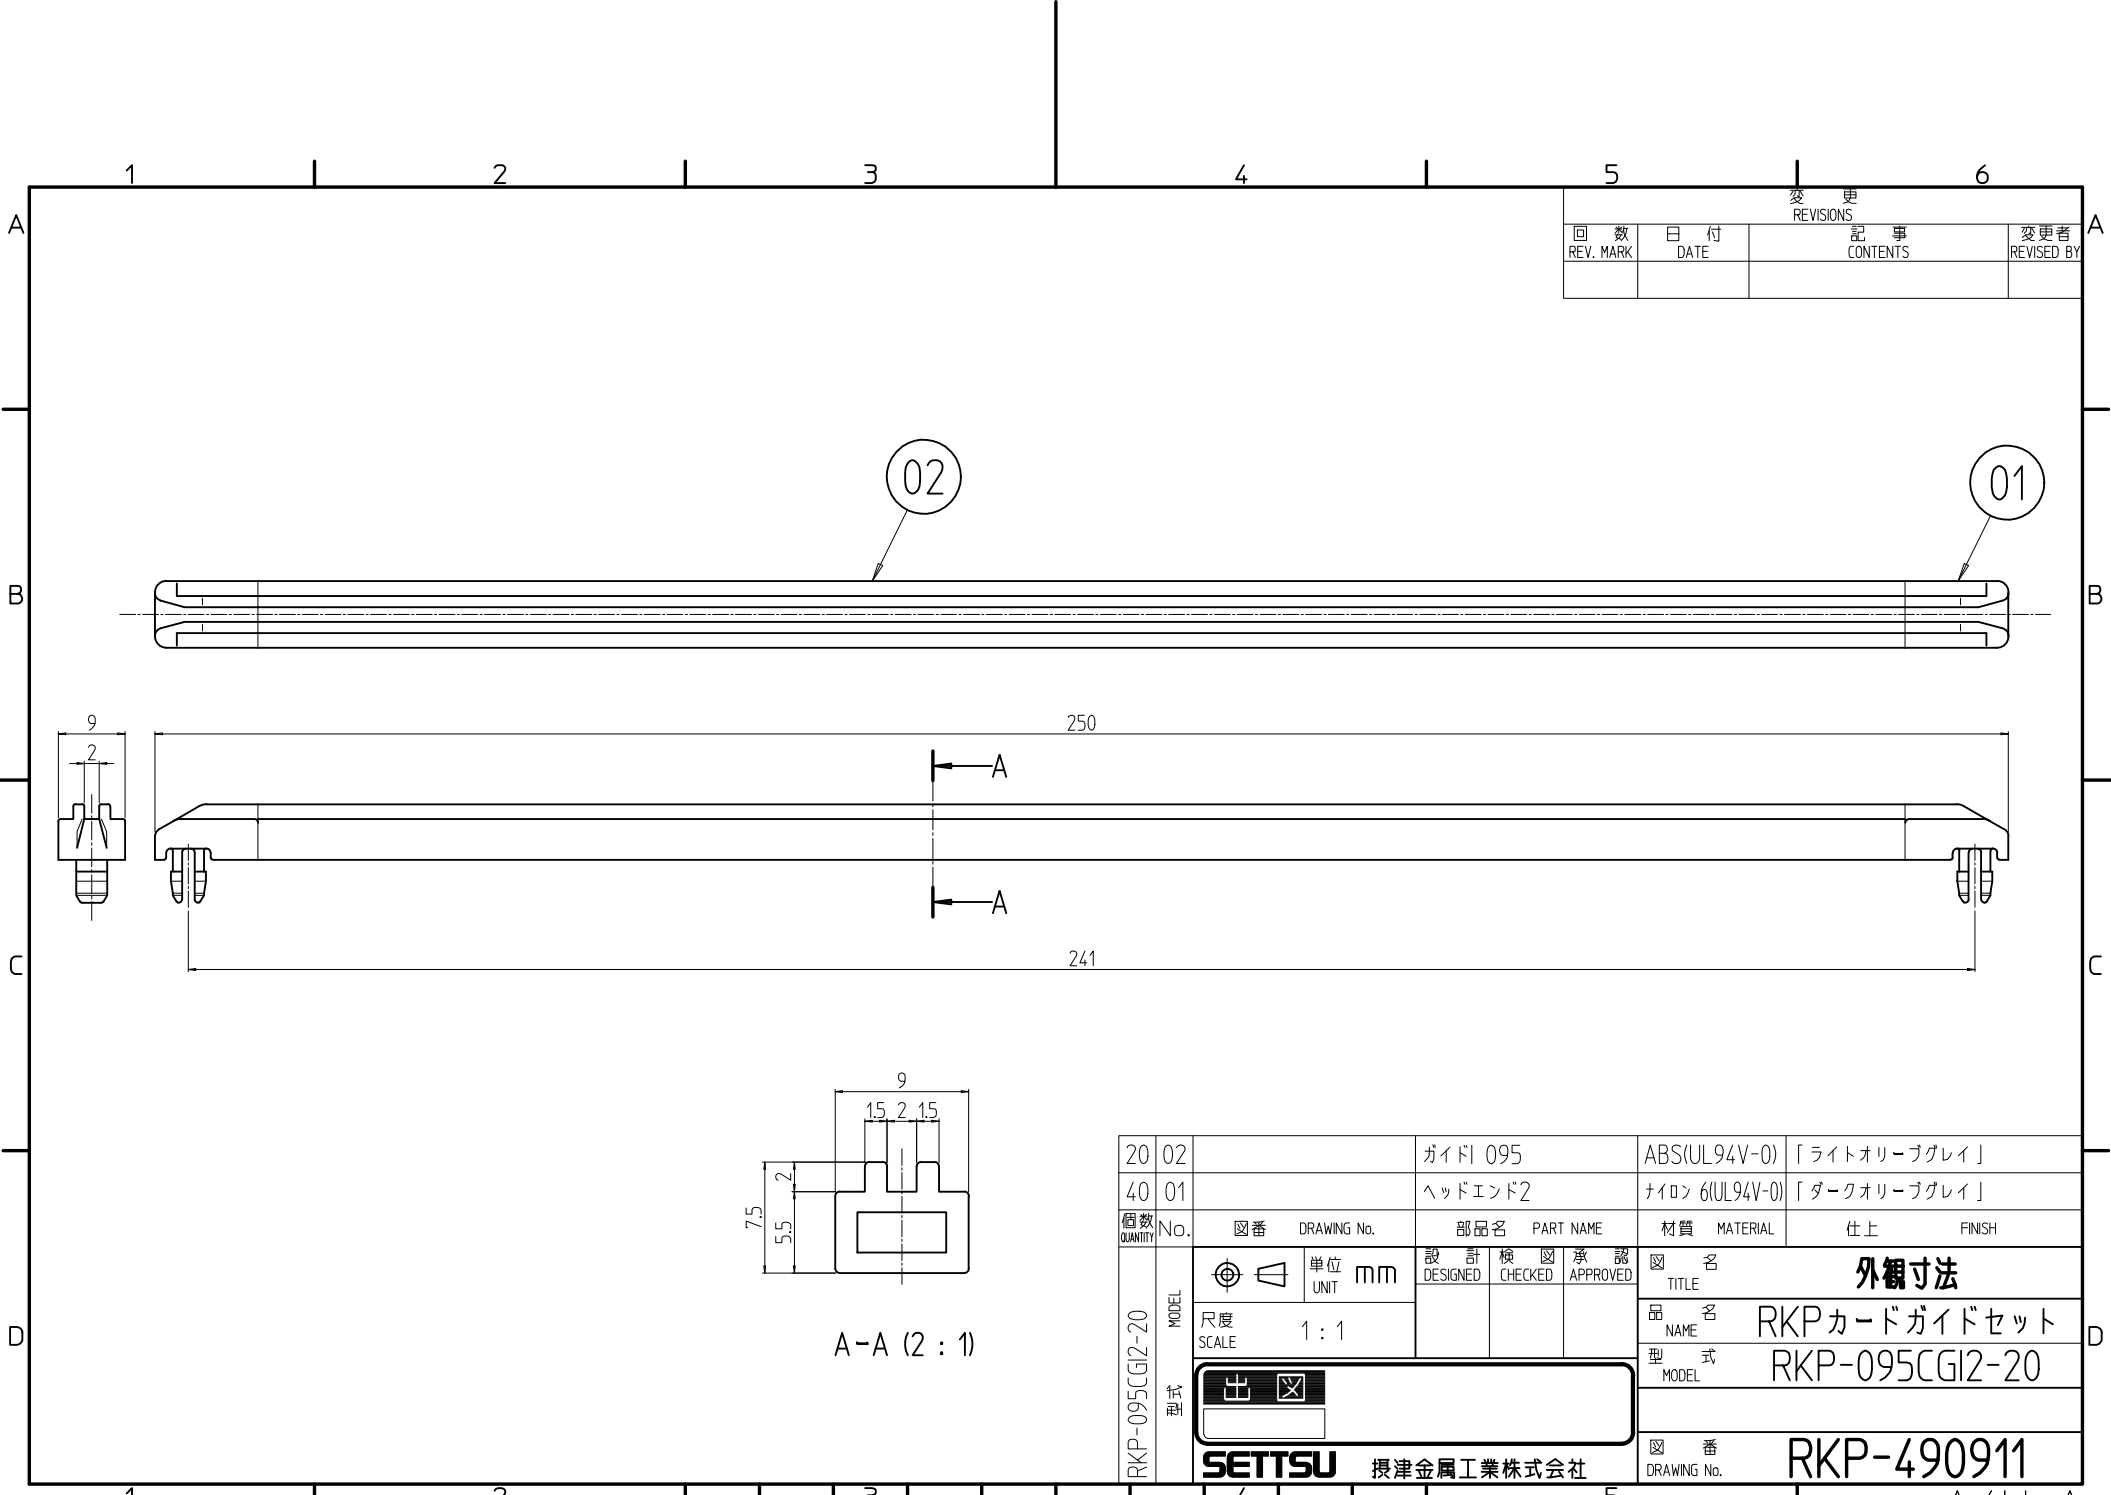 1 2 3 4 5 6
A A
変 更
REVISIONS
回 数 日 付 記 事 変更者
REV. MARK DATE CONTENTS REVISED BY
02 01
B B
9 250
2
A
A
C 241 C
9
1.5 2 1.5
2
7.5
5.5
A-A (2 : 1)
D D
20 02 ガイドI 095 ABS(UL94V-0) 「ライトオリーブグレイ」
40 01 ヘッドエンド2 ナイロン 6(UL94V-0) 「ダークオリーブグレイ」
個数 No. 図番 DRAWING No. 部品名 PART NAME 材質 MATERIAL 仕上 FINISH
QUANTITY
RKP-095CGI2-20
型式 MODEL
単位 mm
UNIT
設 計 検 図 承 認
DESIGNED CHECKED APPROVED
尺度 1 : 1
SCALE
図 名 外観寸法
TITLE
品 名 RKPカードガイドセット
NAME
型 式 RKP-095CGI2-20
MODEL
出 図
図 番 RKP-490911
DRAWING No.
SETTSU 摂津金属工業株式会社